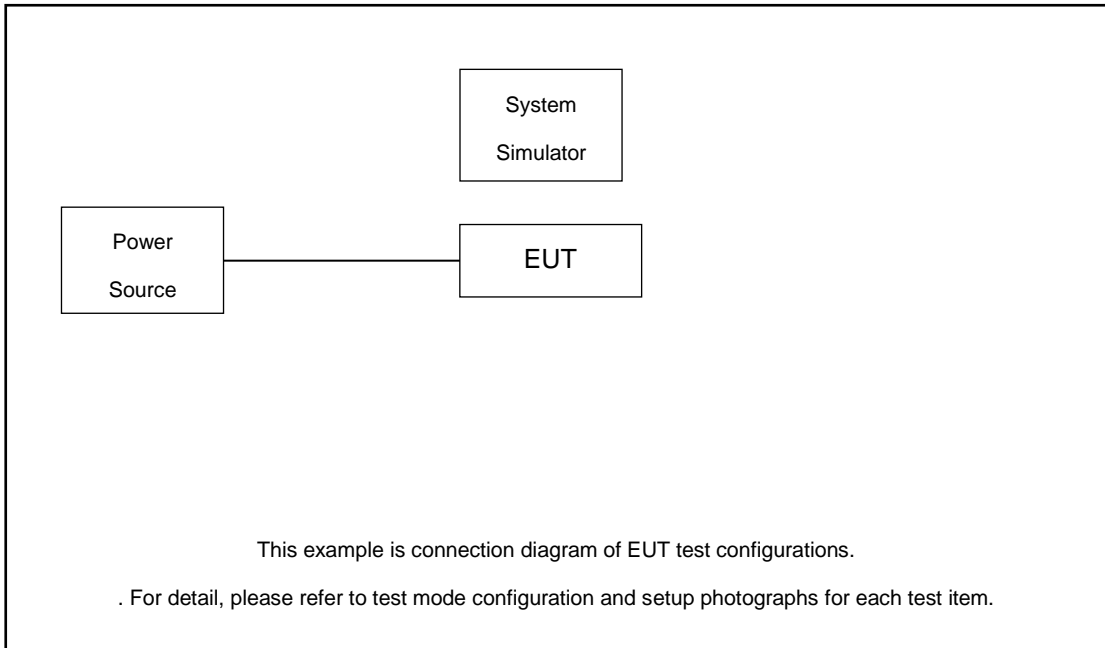 System
Simulator
Power
Source
EUT
This example is connection diagram of EUT test configurations.
. For detail, please refer to test mode configuration and setup photographs for each test item.